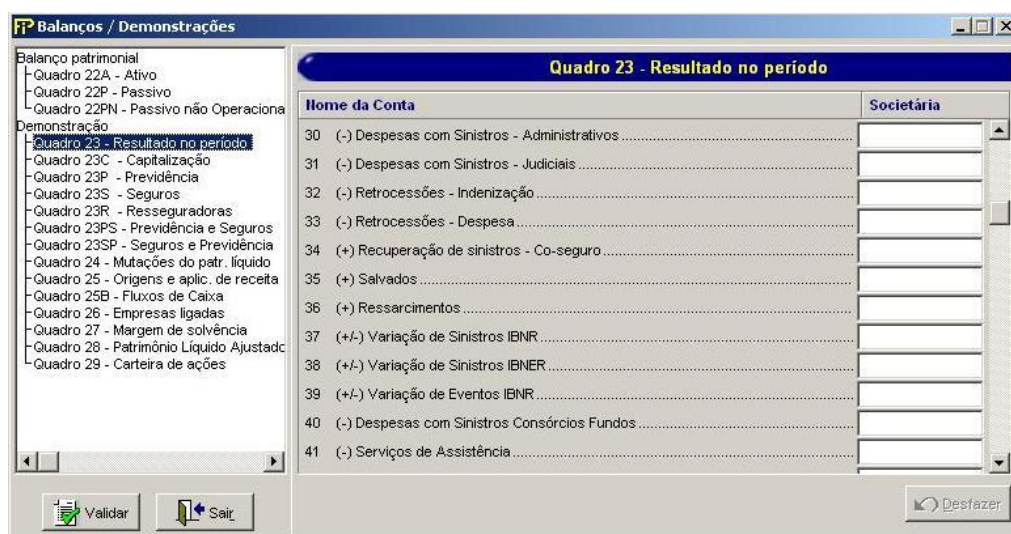 FiP Balanços / Demonstrações
Balanço patrimonial
Quadro 22A - Ativo
Quadro 22P - Passivo
Quadro 22PN - Passivo não Operaciona
Demonstração
Quadro 23 - Resultado no período
Quadro 23C - Capitalização
Quadro 23P - Previdência
Quadro 23S - Seguros
Quadro 23R - Resseguradoras
Quadro 23PS - Previdência e Seguros
Quadro 23SP - Seguros e Previdência
Quadro 24 - Mutações do patr. líquido
Quadro 25 - Origens e aplic. de receita
Quadro 25B - Fluxos de Caixa
Quadro 26 - Empresas ligadas
Quadro 27 - Margem de solvência
Quadro 28 - Patrimônio Líquido Ajustado
Quadro 29 - Carteira de ações
Validar
Sair
Quadro 23 - Resultado no período
Nome da Conta Societária
30 (-) Despesas com Sinistros - Administrativos
31 (-) Despesas com Sinistros - Judiciais
32 (-) Retrocessões - Indenização
33 (-) Retrocessões - Despesa
34 (+) Recuperação de sinistros - Co-seguro
35 (+) Salvados
36 (+) Ressarcimentos
37 (+/-) Variação de Sinistros IBNR
38 (+/-) Variação de Sinistros IBNER
39 (+/-) Variação de Eventos IBNR
40 (-) Despesas com Sinistros Consórcios Fundos
41 (-) Serviços de Assistência
Desfazer